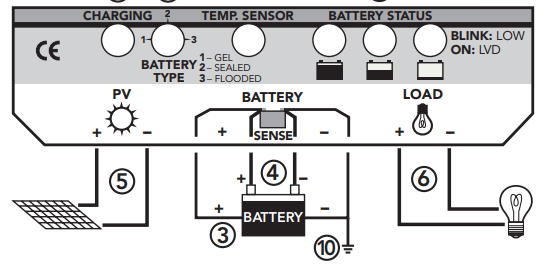 CHARGING 2 TEMP. SENSOR BATTERY STATUS
1 3
BLINK: LOW
ON: LVD
CE
BATTERY
TYPE
1 – GEL
2 – SEALED
3 – FLOODED
PV
BATTERY
LOAD
+ – + SENSE – + –
5 4 6
+ –
+ BATTERY –
3 10